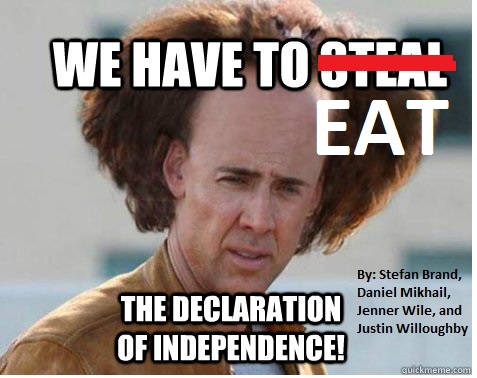 WE HAVE TO STEAL
EAT
By: Stefan Brand,
Daniel Mikhail,
Jenner Wile, and
Justin Willoughby
THE DECLARATION
OF INDEPENDENCE!
quickmeme.com